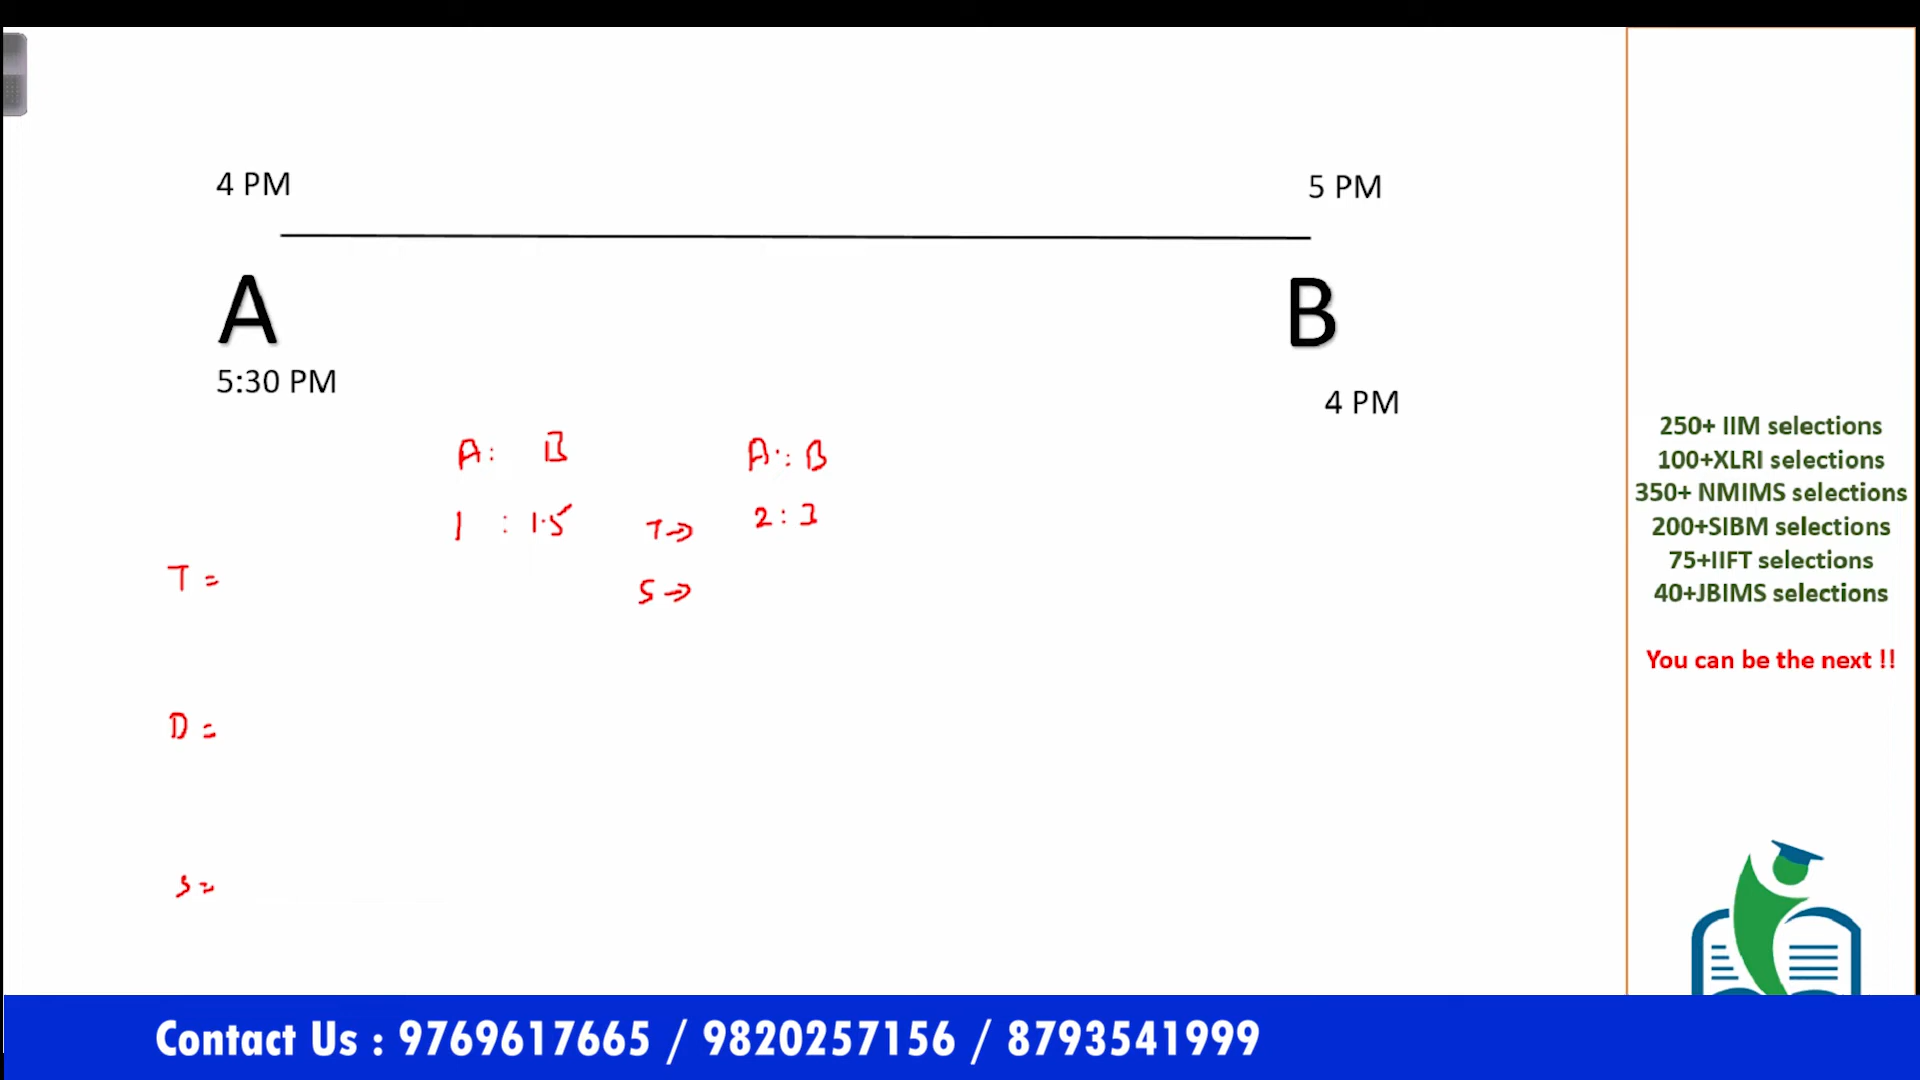 4 PM
5 PM
A
B
5:30 PM
4 PM
A: B
A: B
1 : 1.5
T→ 2:3
S→
T =
D =
S =
250+ IIM selections
100+XLRI selections
350+ NMIMS selections
200+SIBM selections
75+IIFT selections
40+JBIMS selections
You can be the next !!
Contact Us : 9769617665 / 9820257156 / 8793541999